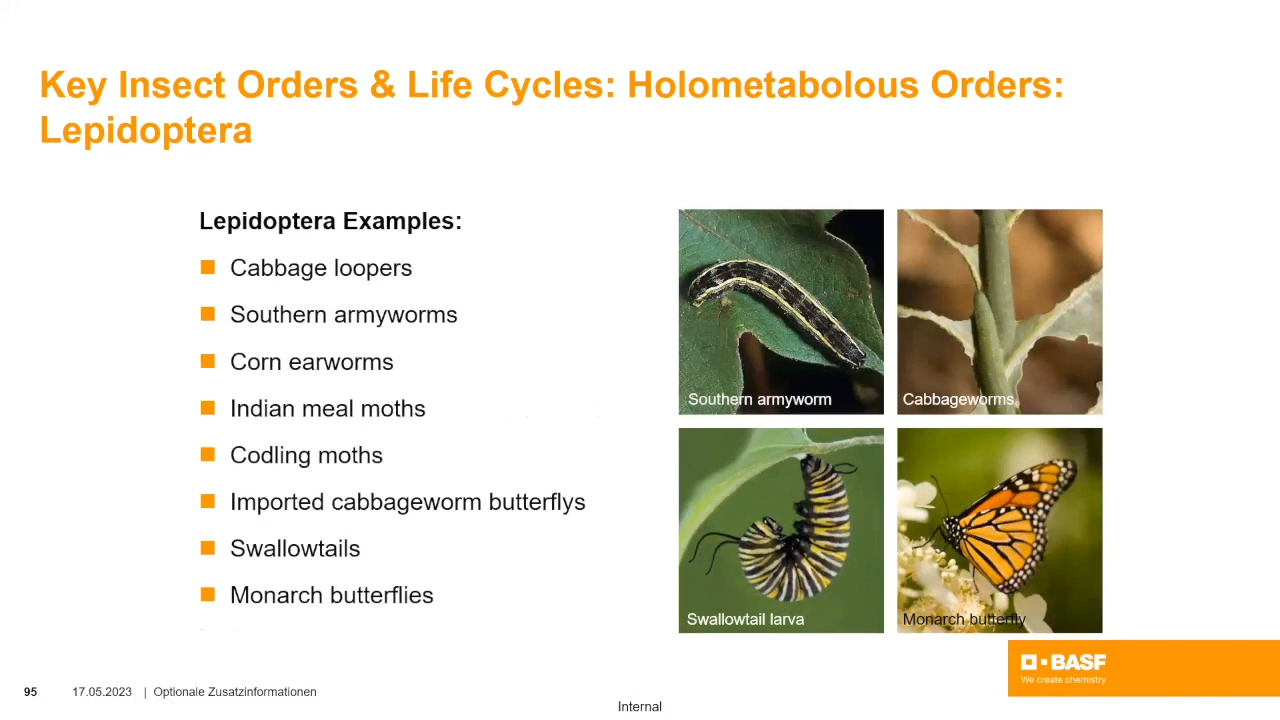 Key Insect Orders & Life Cycles: Holometabolous Orders:
Lepidoptera
Lepidoptera Examples:
Cabbage loopers
Southern armyworms
Corn earworms
Indian meal moths
Codling moths
Imported cabbageworm butterflys
Swallowtails
Monarch butterflies
Southern armyworm
Cabbageworms
Swallowtail larva
Monarch butterfly
BASF
We create chemistry
95 17.05.2023 | Optionale Zusatzinformationen
Internal